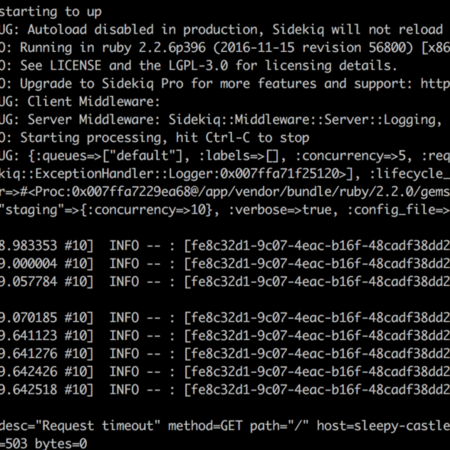 starting to up
UG: Autoload disabled in production, Sidekiq will not reload
O: Running in ruby 2.2.6p396 (2016-11-15 revision 56800) [x86
O: See LICENSE and the LGPL-3.0 for licensing details.
O: Upgrade to Sidekiq Pro for more features and support: http
UG: Client Middleware:
UG: Server Middleware: Sidekiq::Middleware::Server::Logging,
O: Starting processing, hit Ctrl-C to stop
UG: {:queues=>["default"], :labels=>[], :concurrency=>5, :req
kiq::ExceptionHandler::Logger:0x007ffa71f25120>], :lifecycle_
r=>#<Proc:0x007ffa7229ea68@/app/vendor/bundle/ruby/2.2.0/gems
"staging"=>{:concurrency=>10}, :verbose=>true, :config_file=>
8.983353 #10]  INFO -- : [fe8c32d1-9c07-4eac-b16f-48cadf38dd2
9.000004 #10]  INFO -- : [fe8c32d1-9c07-4eac-b16f-48cadf38dd2
9.057784 #10]  INFO -- : [fe8c32d1-9c07-4eac-b16f-48cadf38dd2
9.070185 #10]  INFO -- : [fe8c32d1-9c07-4eac-b16f-48cadf38dd2
9.641123 #10]  INFO -- : [fe8c32d1-9c07-4eac-b16f-48cadf38dd2
9.641276 #10]  INFO -- : [fe8c32d1-9c07-4eac-b16f-48cadf38dd2
9.642426 #10]  INFO -- : [fe8c32d1-9c07-4eac-b16f-48cadf38dd2
9.642518 #10]  INFO -- : [fe8c32d1-9c07-4eac-b16f-48cadf38dd2
desc="Request timeout" method=GET path="/" host=sleepy-castle
=503 bytes=0